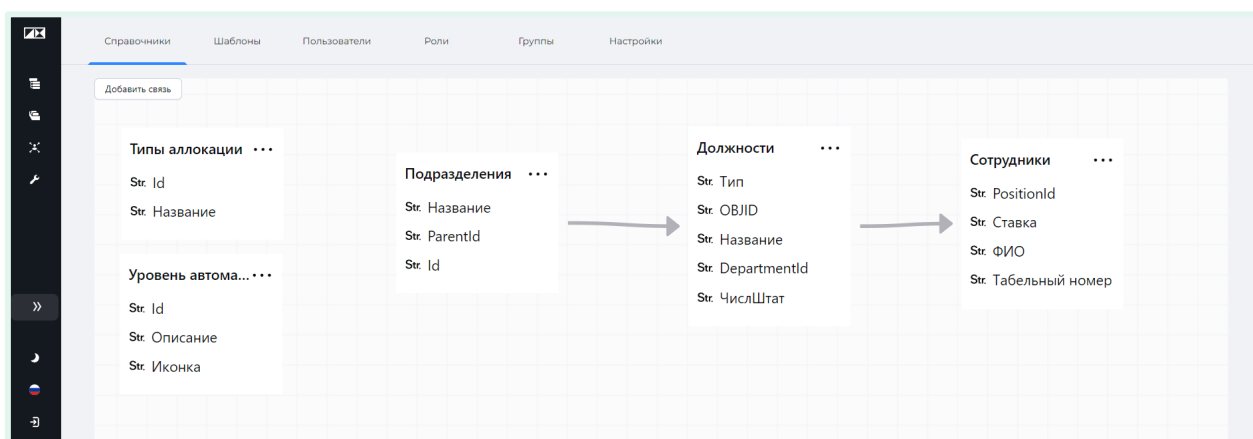 Справочники Шаблоны Пользователи Роли Группы Настройки
Добавить связь
Типы аллокации ...
Str. Id
Str. Название
Уровень автома... ...
Str. Id
Str. Описание
Str. Иконка
Подразделения ...
Str. Название
Str. ParentId
Str. Id
Должности ...
Str. Тип
Str. OBJID
Str. Название
Str. DepartmentId
Str. ЧислШтат
Сотрудники ...
Str. PositionId
Str. Ставка
Str. ФИО
Str. Табельный номер